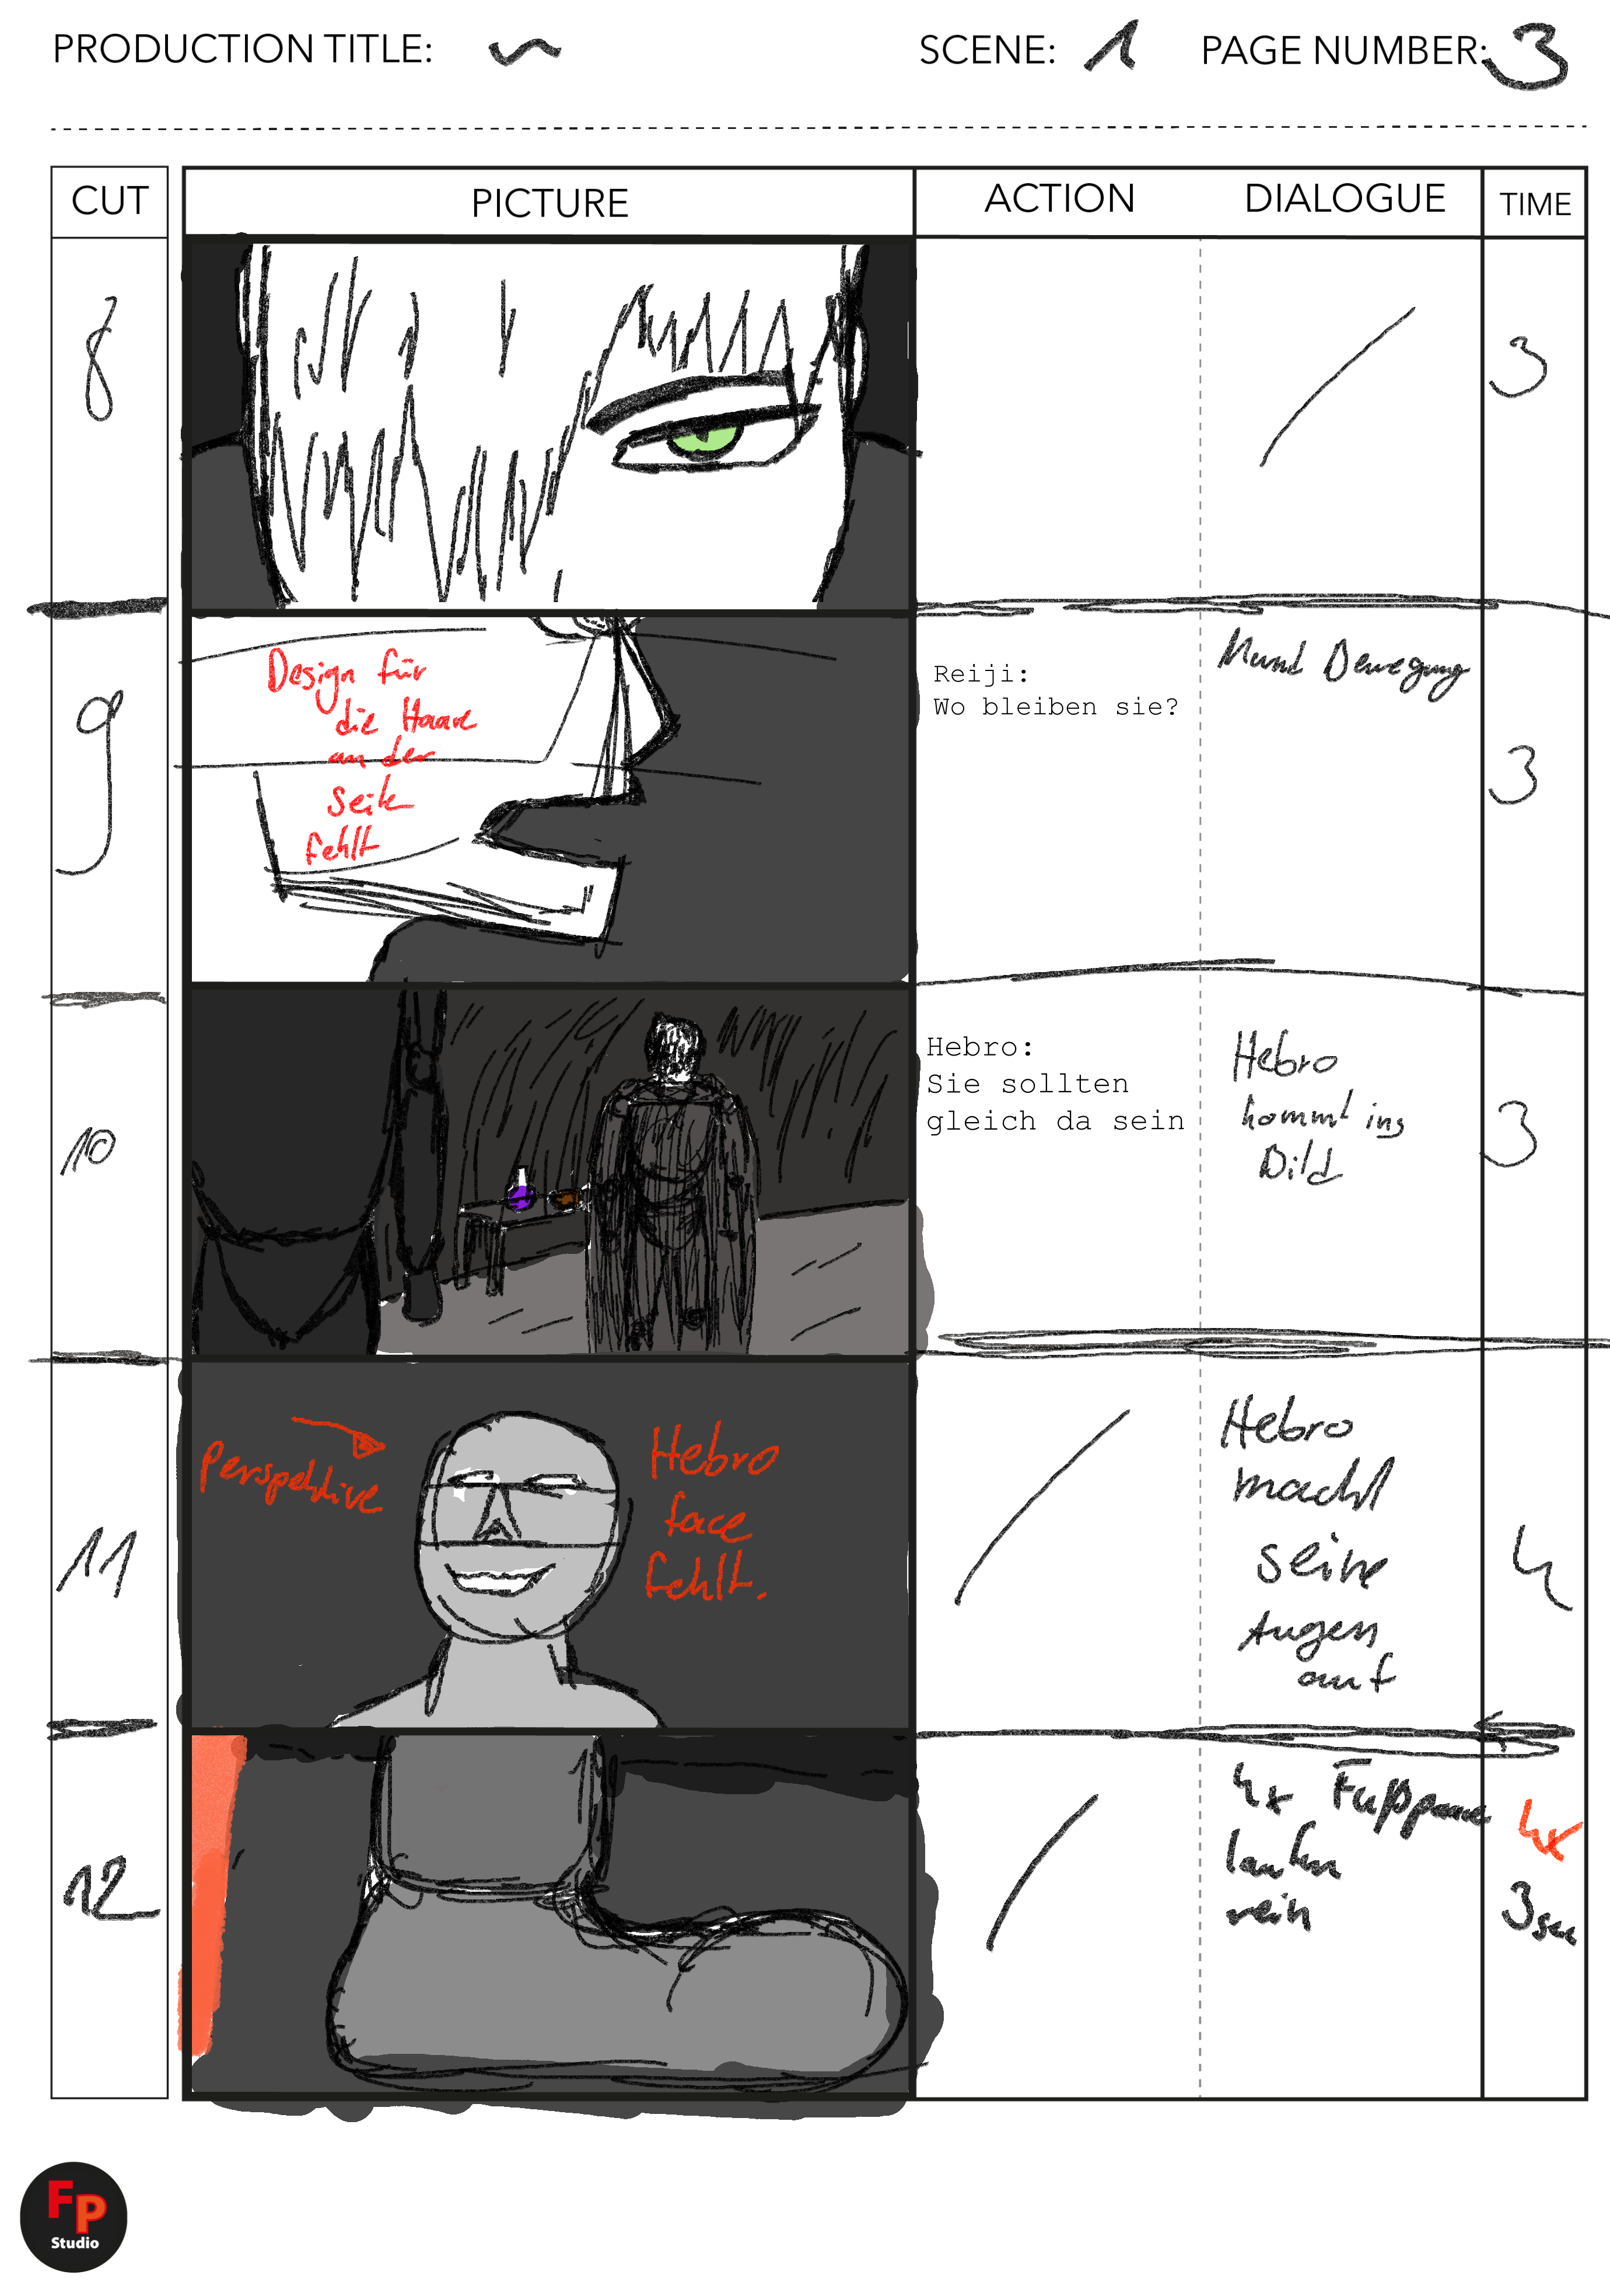 PRODUCTION TITLE: ~ SCENE: 1 PAGE NUMBER: 3
CUT PICTURE ACTION DIALOGUE TIME
8 3
9
Design für
die Haare
an der
Seite
fehlt
Reiji:
Wo bleiben sie?
Mund Bewegung
3
10
Hebro:
Sie sollten
gleich da sein
Hebro
kommt ins
Bild
3
11
Perspektive
Hebro
face
fehlt.
Hebro
macht
seine
Augen
auf
4
12
4x Fußpaare
laufen
rein
4x
3sec
FP
Studio